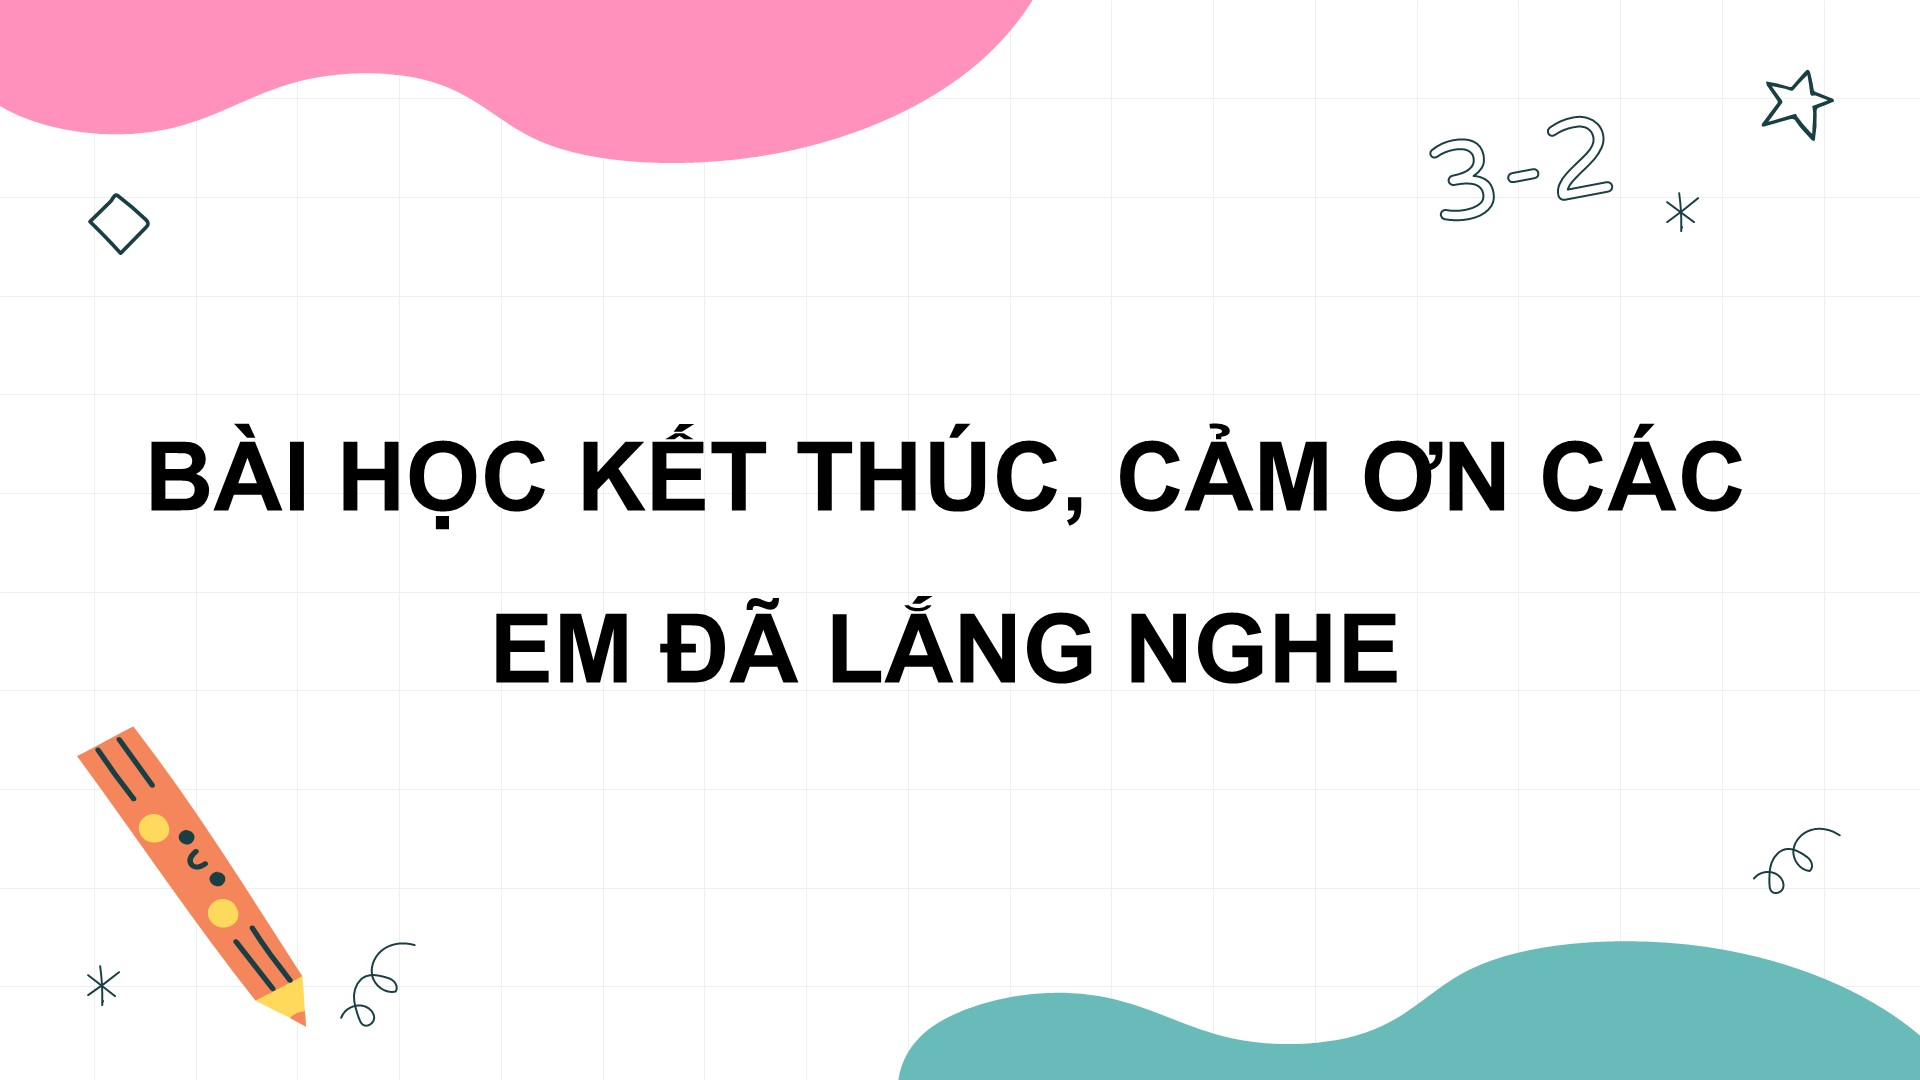 3-2
BÀI HỌC KẾT THÚC, CẢM ƠN CÁC
EM ĐÃ LẮNG NGHE